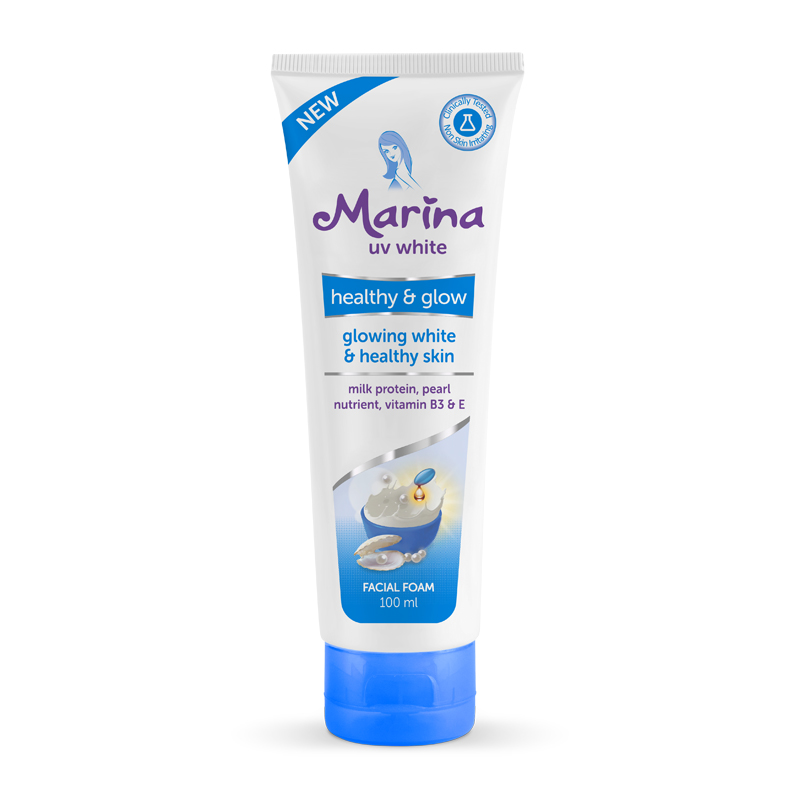 NEW
Clinically Tested
Non Skin Irritating
Marina
uv white
healthy & glow
glowing white
& healthy skin
milk protein, pearl
nutrient, vitamin B3 & E
FACIAL FOAM
100 ml